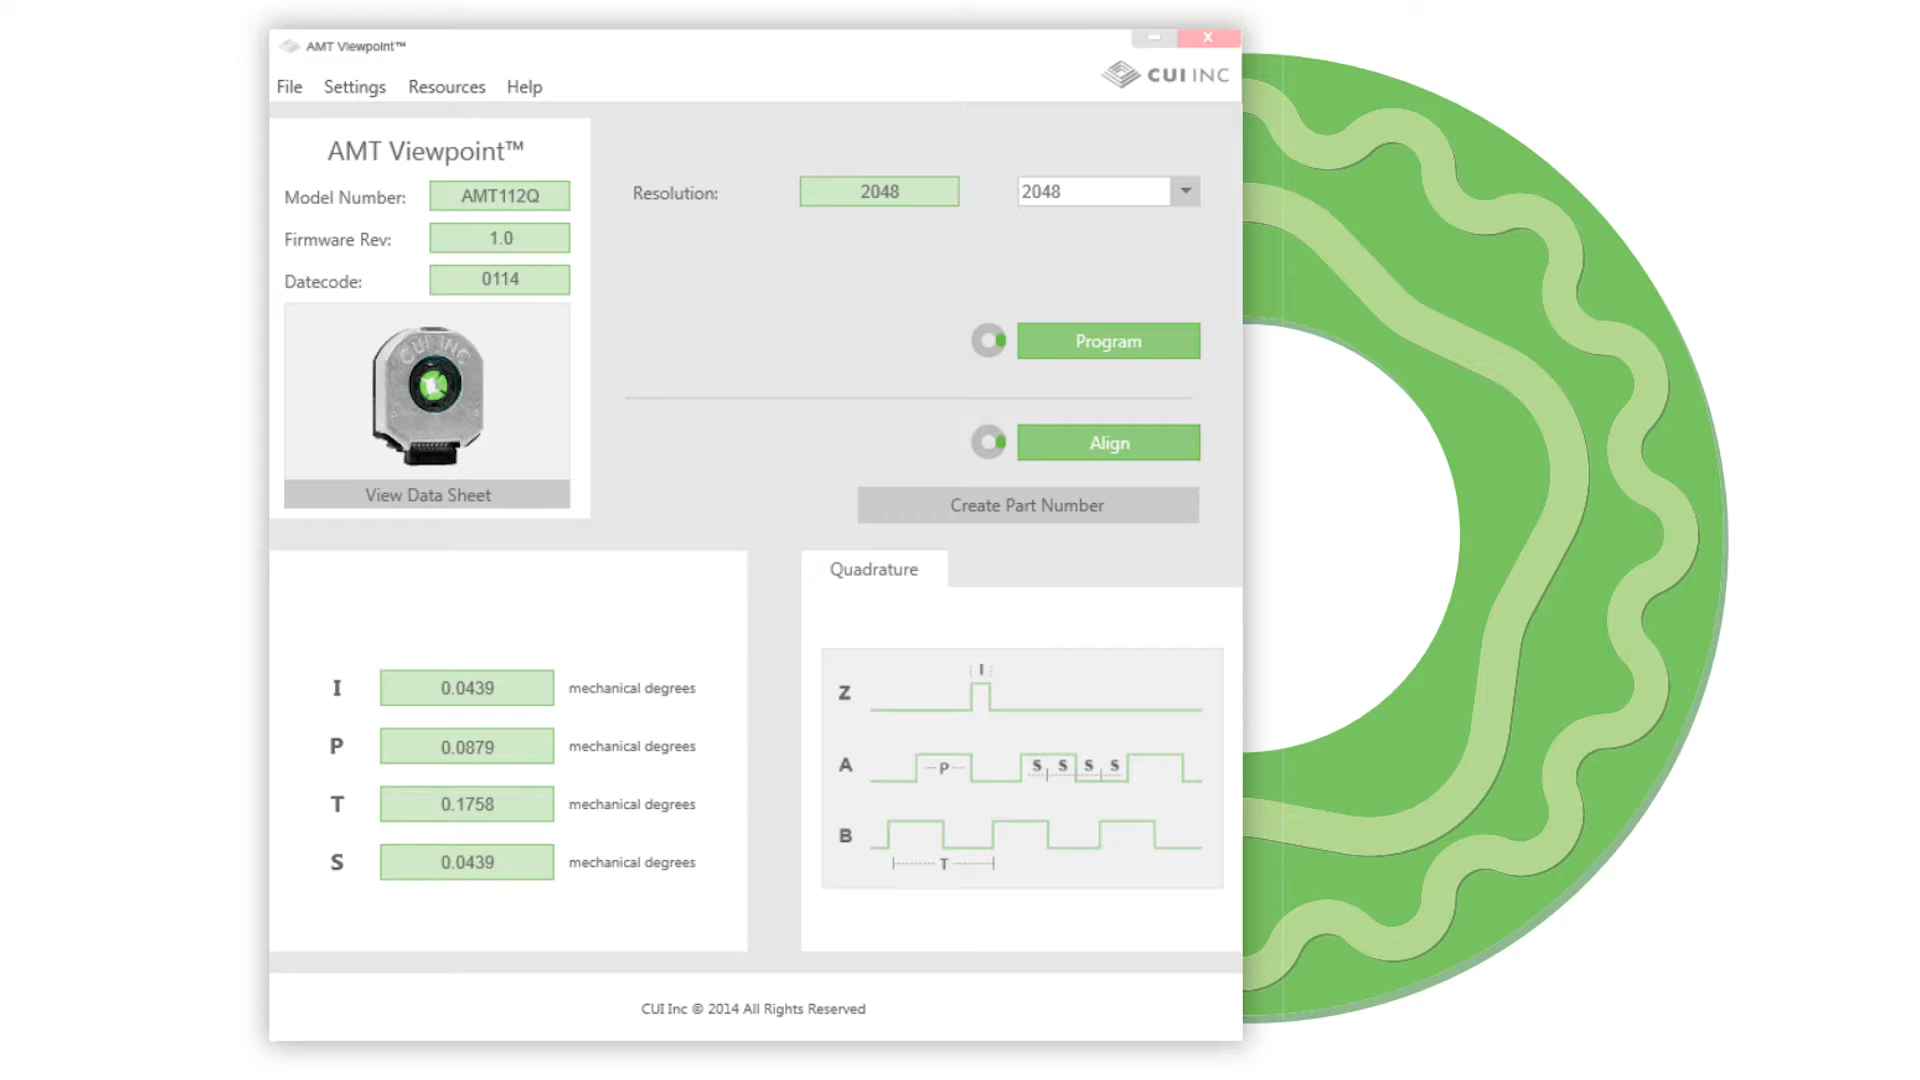 AMT Viewpoint™
File Settings Resources Help
CUI INC
AMT Viewpoint™
Model Number: AMT112Q
Firmware Rev: 1.0
Datecode: 0114
CUI INC
View Data Sheet
Resolution: 2048 2048
Program
Align
Create Part Number
I 0.0439 mechanical degrees
P 0.0879 mechanical degrees
T 0.1758 mechanical degrees
S 0.0439 mechanical degrees
Quadrature
I
Z
A P S S S S
B
T
CUI Inc © 2014 All Rights Reserved